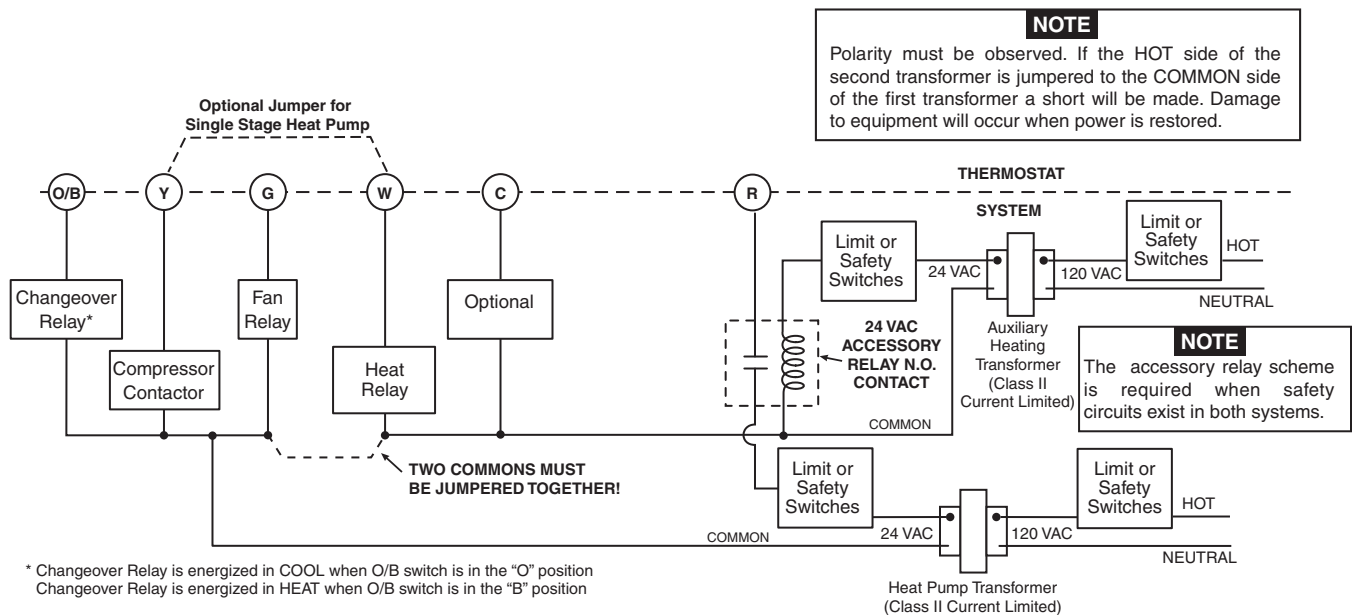 NOTE
Polarity must be observed. If the HOT side of the
second transformer is jumpered to the COMMON side
of the first transformer a short will be made. Damage
to equipment will occur when power is restored.
Optional Jumper for
Single Stage Heat Pump
O/B
Y
G
W
C
R
THERMOSTAT
SYSTEM
Changeover
Relay*
Compressor
Contactor
Fan
Relay
Heat
Relay
Optional
24 VAC
ACCESSORY
RELAY N.O.
CONTACT
Limit or
Safety
Switches
24 VAC
120 VAC
Limit or
Safety
Switches
HOT
NEUTRAL
Auxiliary
Heating
Transformer
(Class II
Current Limited)
NOTE
The accessory relay scheme
is required when safety
circuits exist in both systems.
COMMON
TWO COMMONS MUST
BE JUMPERED TOGETHER!
Limit or
Safety
Switches
COMMON
24 VAC
120 VAC
Limit or
Safety
Switches
HOT
NEUTRAL
Heat Pump Transformer
(Class II Current Limited)
* Changeover Relay is energized in COOL when O/B switch is in the “O” position
Changeover Relay is energized in HEAT when O/B switch is in the “B” position